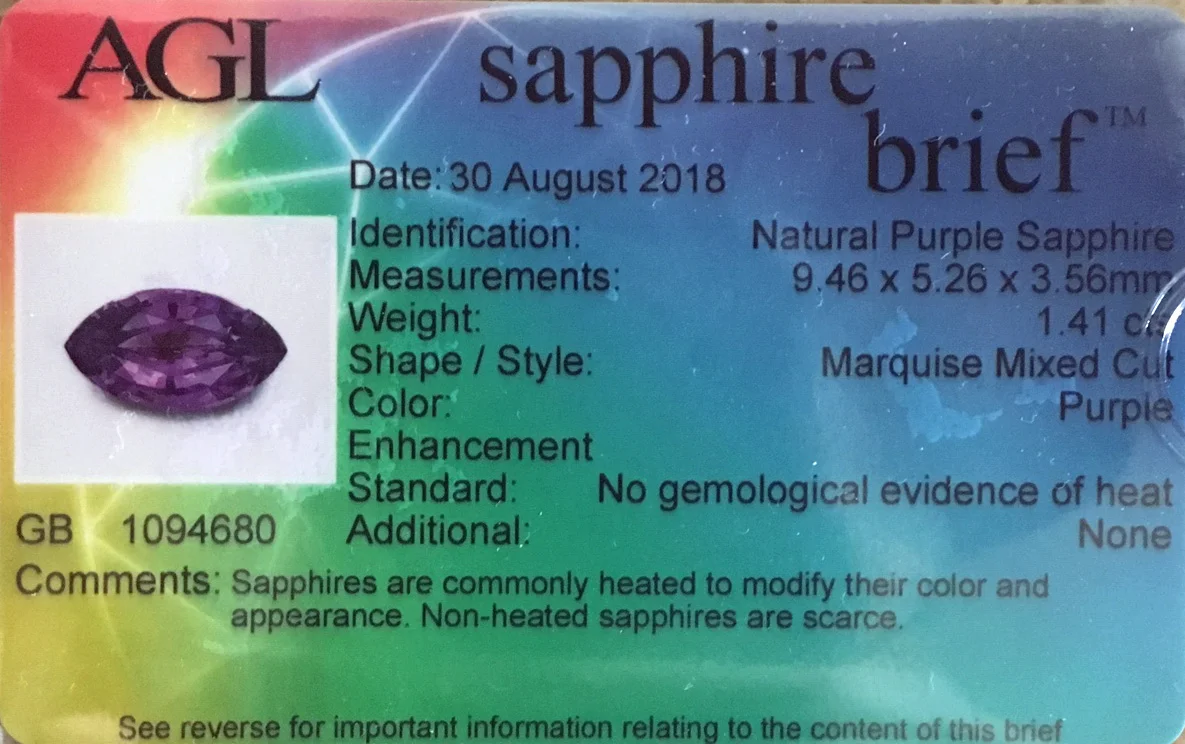 AGL sapphire
brief™
Date: 30 August 2018
Identification: Natural Purple Sapphire
Measurements: 9.46 x 5.26 x 3.56mm
Weight: 1.41 cts
Shape / Style: Marquise Mixed Cut
Color: Purple
Enhancement
Standard: No gemological evidence of heat
GB 1094680 Additional: None
Comments: Sapphires are commonly heated to modify their color and
appearance. Non-heated sapphires are scarce.
See reverse for important information relating to the content of this brief